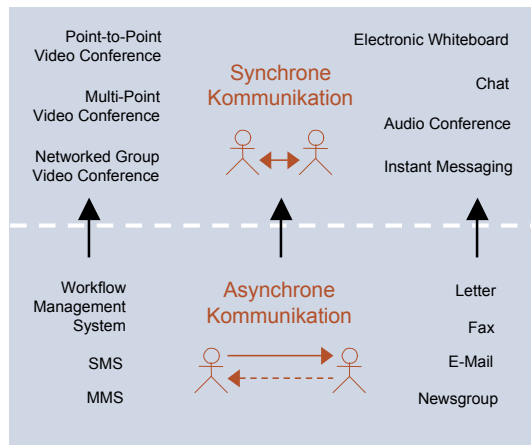 Point-to-Point
Video Conference
Multi-Point
Video Conference
Networked Group
Video Conference
Synchrone
Kommunikation
Electronic Whiteboard
Chat
Audio Conference
Instant Messaging
Workflow
Management
System
SMS
MMS
Asynchrone
Kommunikation
Letter
Fax
E-Mail
Newsgroup